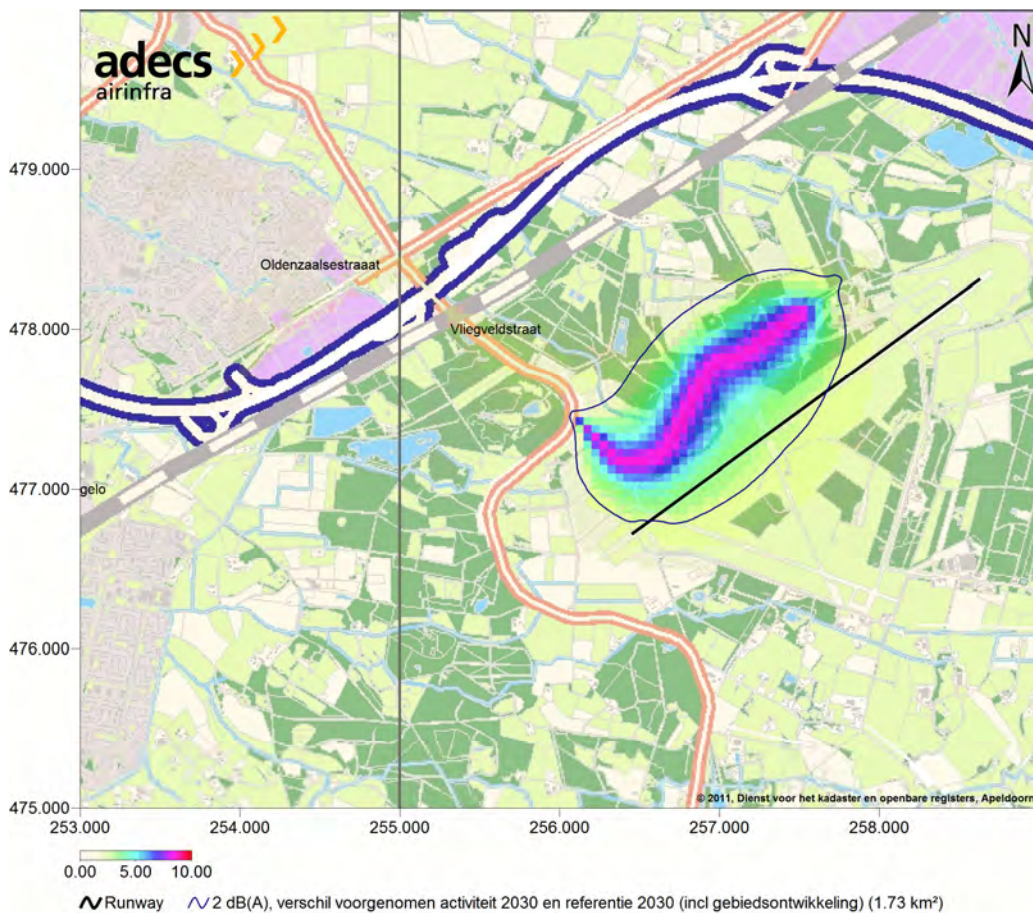 adecs
airinfra
N
479.000
Oldenzaalsestraaat
478.000
Vliegveldstraat
477.000
gelo
476.000
475.000
© 2011, Dienst voor het kadaster en openbare registers, Apeldoorn
253.000 254.000 255.000 256.000 257.000 258.000
0.00 5.00 10.00
Runway 2 dB(A), verschil voorgenomen activiteit 2030 en referentie 2030 (incl gebiedsontwikkeling) (1.73 km²)